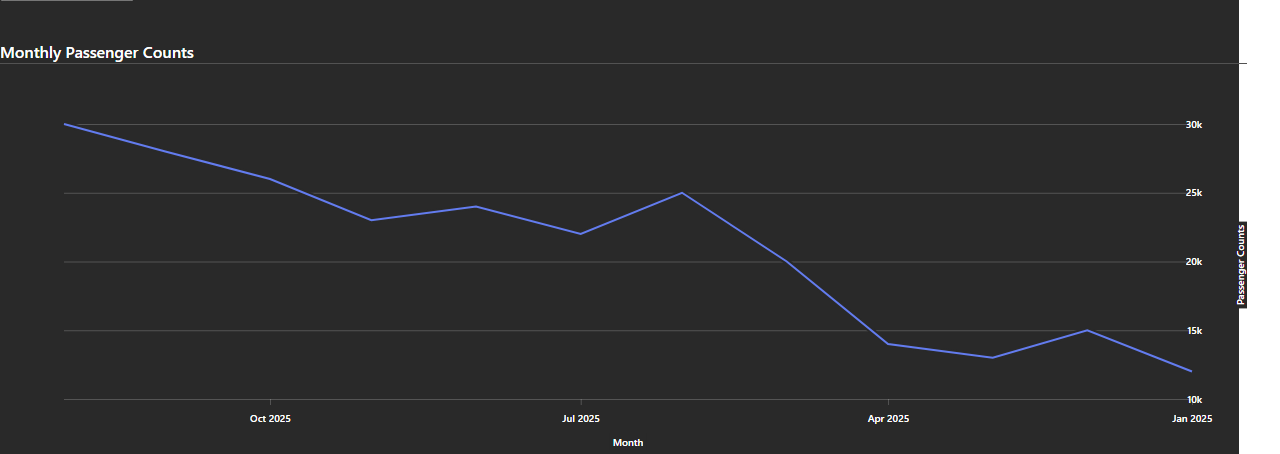 Monthly Passenger Counts
30k
25k
20k
15k
10k
Passenger Counts
Oct 2025
Jul 2025
Apr 2025
Jan 2025
Month